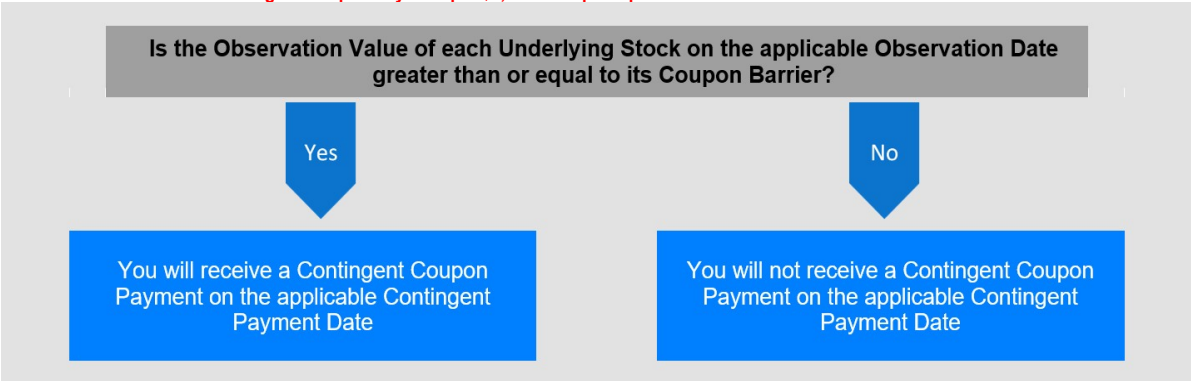 Is the Observation Value of each Underlying Stock on the applicable Observation Date
greater than or equal to its Coupon Barrier?
Yes
No
You will receive a Contingent Coupon
Payment on the applicable Contingent
Payment Date
You will not receive a Contingent Coupon
Payment on the applicable Contingent
Payment Date